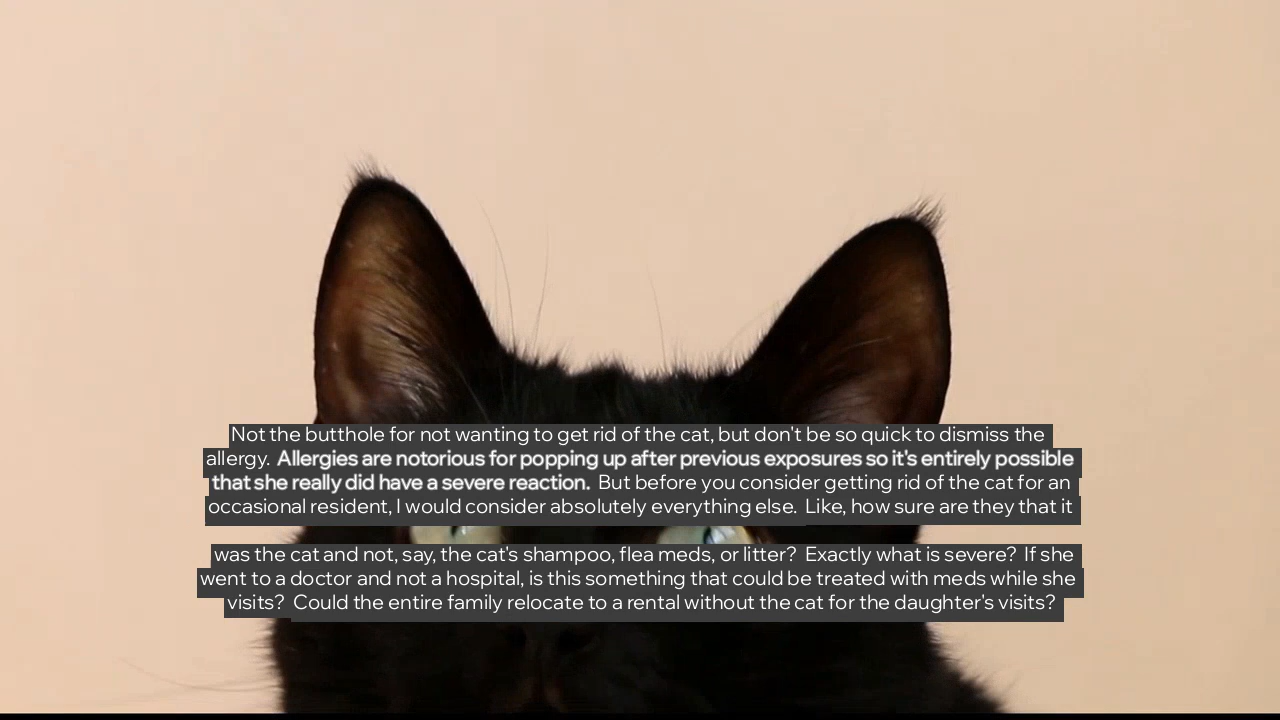 Not the butthole for not wanting to get rid of the cat, but don't be so quick to dismiss the
allergy.  Allergies are notorious for popping up after previous exposures so it's entirely possible
that she really did have a severe reaction.  But before you consider getting rid of the cat for an
occasional resident, I would consider absolutely everything else.  Like, how sure are they that it
was the cat and not, say, the cat's shampoo, flea meds, or litter?  Exactly what is severe?  If she
went to a doctor and not a hospital, is this something that could be treated with meds while she
visits?  Could the entire family relocate to a rental without the cat for the daughter's visits?